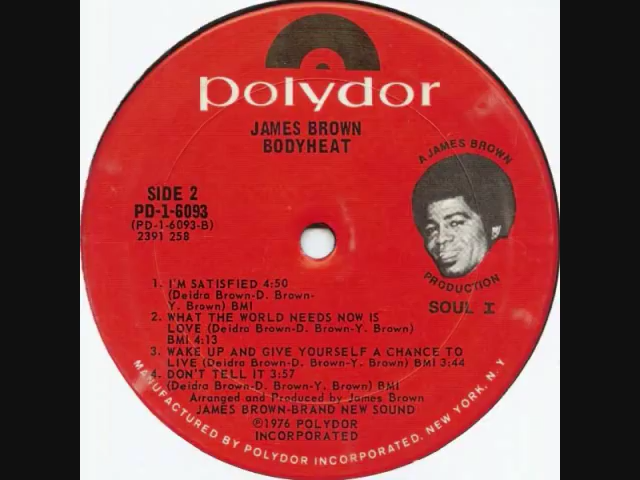 polydor
JAMES BROWN
BODYHEAT
SIDE 2
PD-1-6093
(PD-1-6093-B)
2391 258
A JAMES BROWN
PRODUCTION
SOUL I
1. I'M SATISFIED 4:50
(Deidra Brown-D. Brown-
Y. Brown) BMI
2. WHAT THE WORLD NEEDS NOW IS
LOVE (Deidra Brown-D. Brown-Y. Brown)
BMI 4:13
3. WAKE UP AND GIVE YOURSELF A CHANCE TO
LIVE (Deidra Brown-D. Brown-Y. Brown) BMI 3:44
4. DON'T TELL IT 3:57
(Deidra Brown-D. Brown-Y. Brown) BMI
Arranged and Produced by James Brown
JAMES BROWN-BRAND NEW SOUND
℗1976 POLYDOR
INCORPORATED
MANUFACTURED BY POLYDOR INCORPORATED, NEW YORK, N.Y.